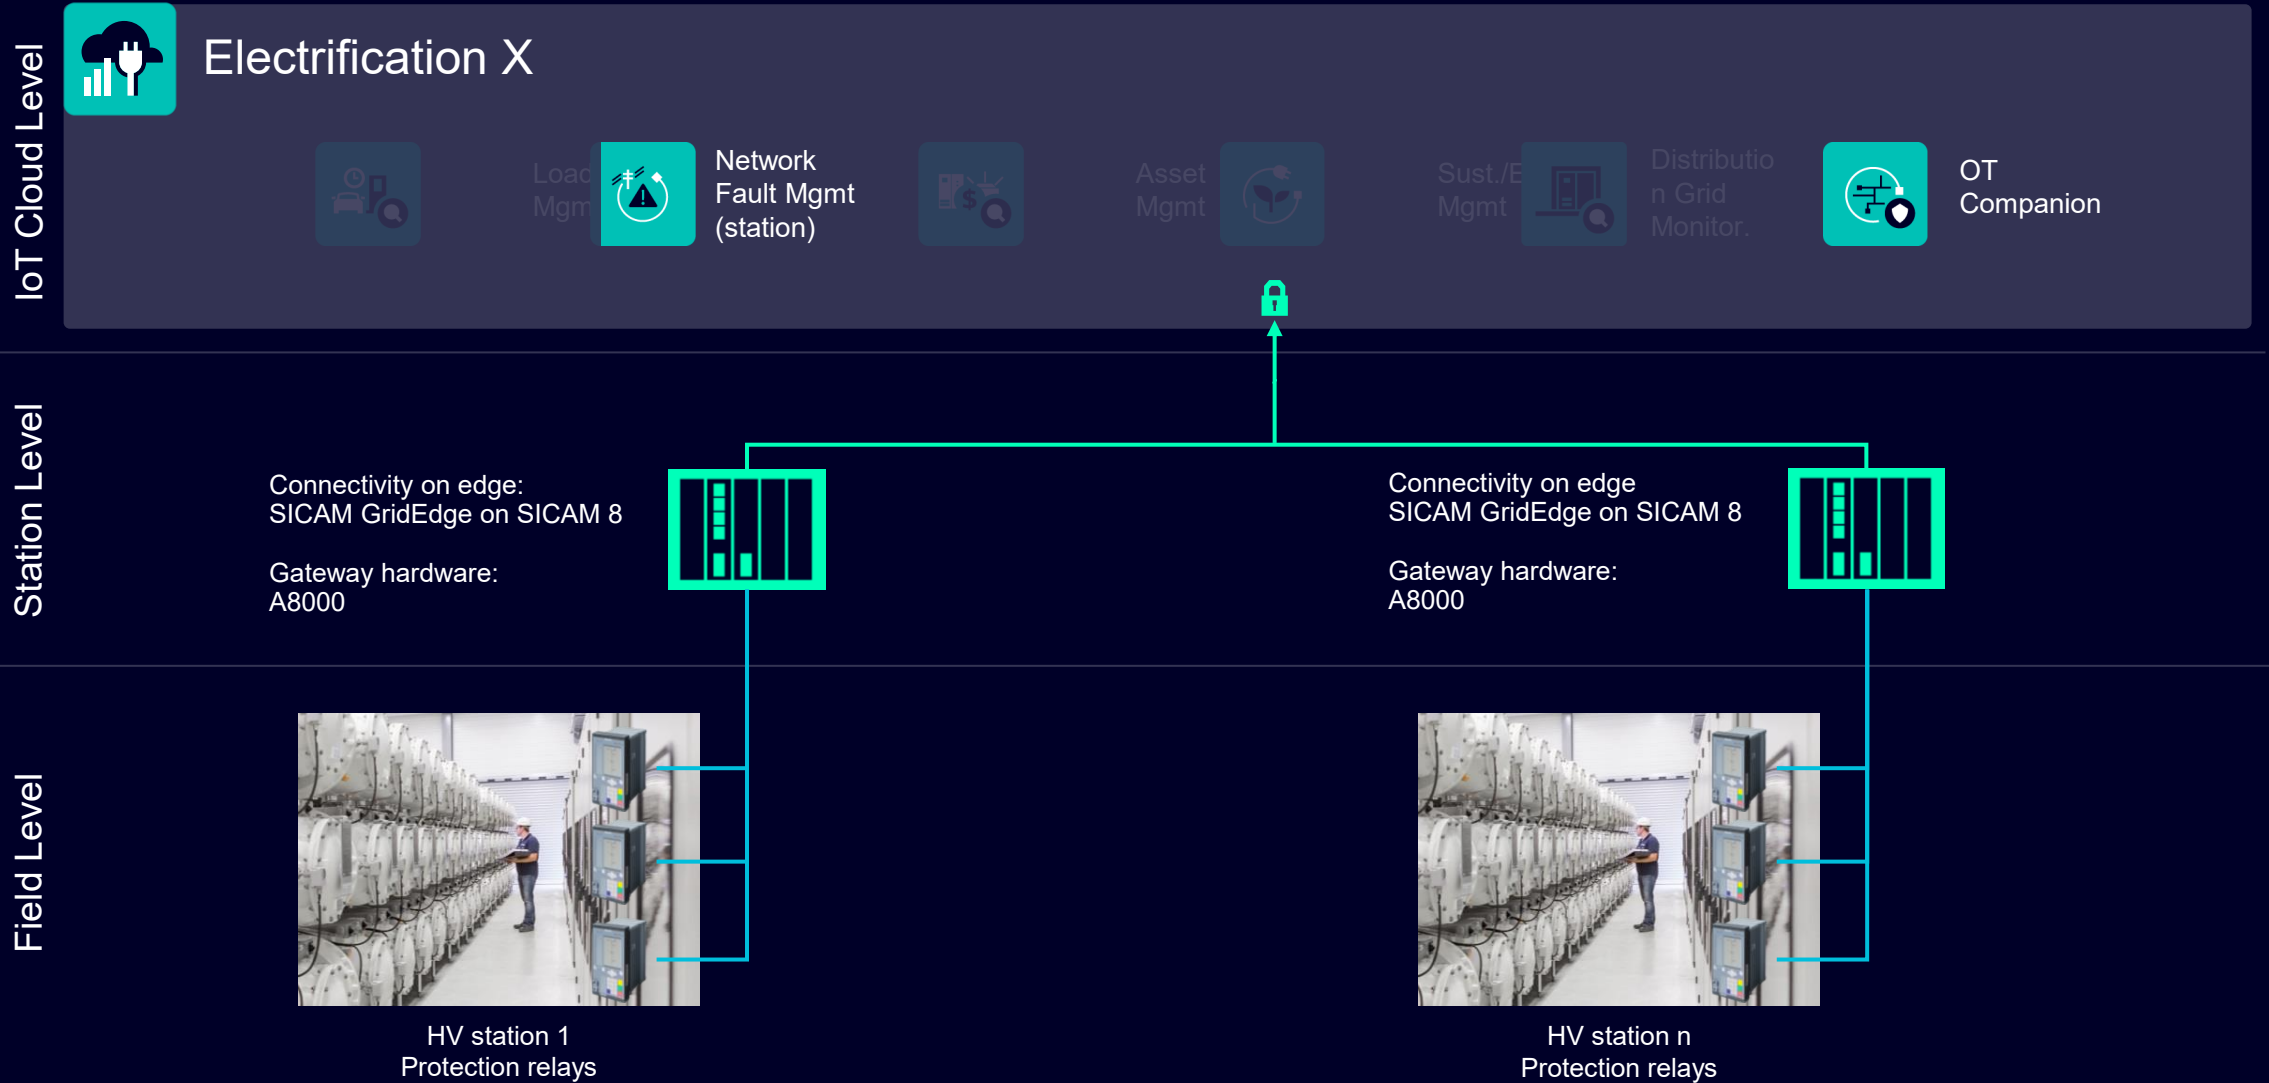 IoT Cloud Level
Electrification X
Load
Mgm
Network
Fault Mgmt
(station)
Asset
Mgmt
Sust./E
Mgmt
Distributio
n Grid
Monitor.
OT
Companion
Station Level
Connectivity on edge:
SICAM GridEdge on SICAM 8
Gateway hardware:
A8000
Connectivity on edge
SICAM GridEdge on SICAM 8
Gateway hardware:
A8000
Field Level
HV station 1
Protection relays
HV station n
Protection relays